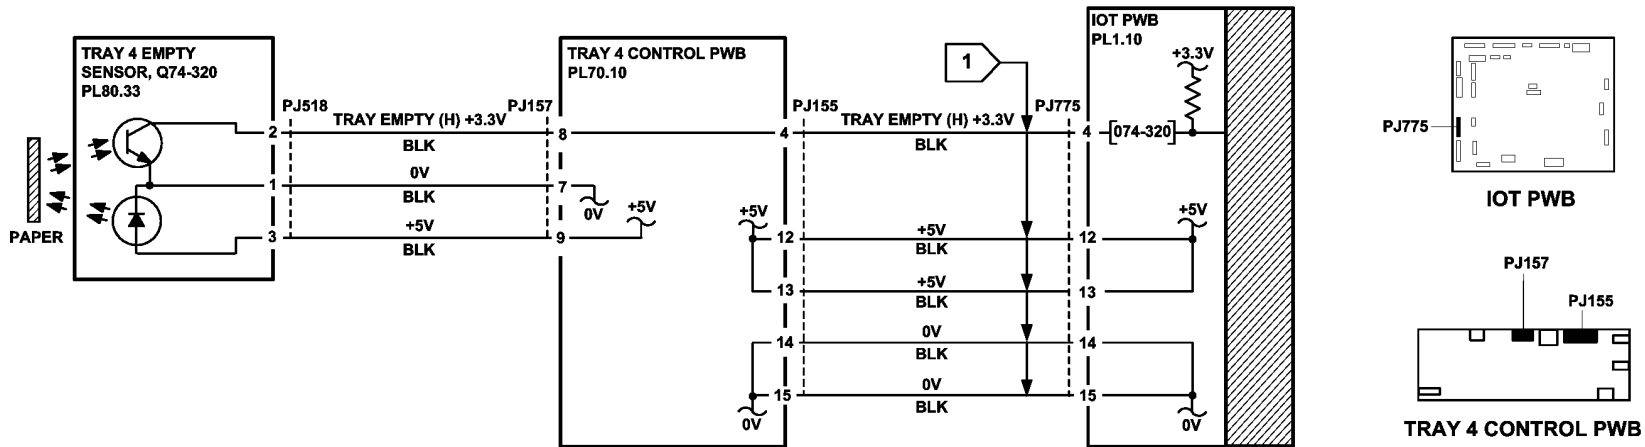 TRAY 4 EMPTY
SENSOR, Q74-320
PL80.33
PJ518
PJ157
TRAY 4 CONTROL PWB
PL70.10
PJ155
1
PJ775
IOT PWB
PL1.10
+3.3V
2
TRAY EMPTY (H) +3.3V
BLK
8
4
TRAY EMPTY (H) +3.3V
BLK
4
[074-320]
1
0V
BLK
7
0V
PAPER
3
+5V
BLK
9
+5V
+5V
12
+5V
BLK
12
+5V
13
+5V
BLK
13
14
0V
BLK
14
15
0V
BLK
15
0V
0V
PJ775
IOT PWB
PJ157
PJ155
TRAY 4 CONTROL PWB